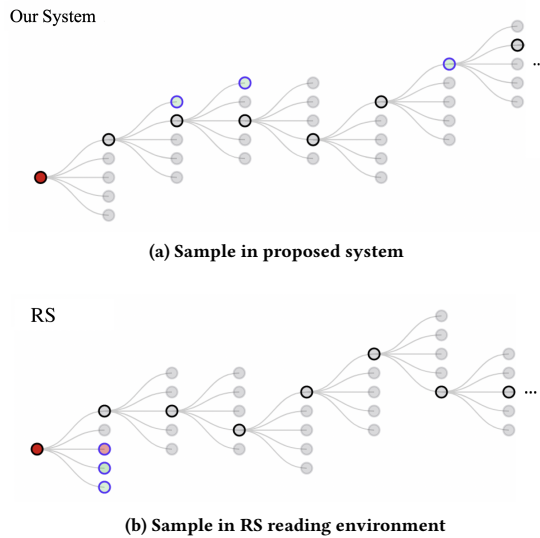 Our System
..
(a) Sample in proposed system
RS
...
(b) Sample in RS reading environment